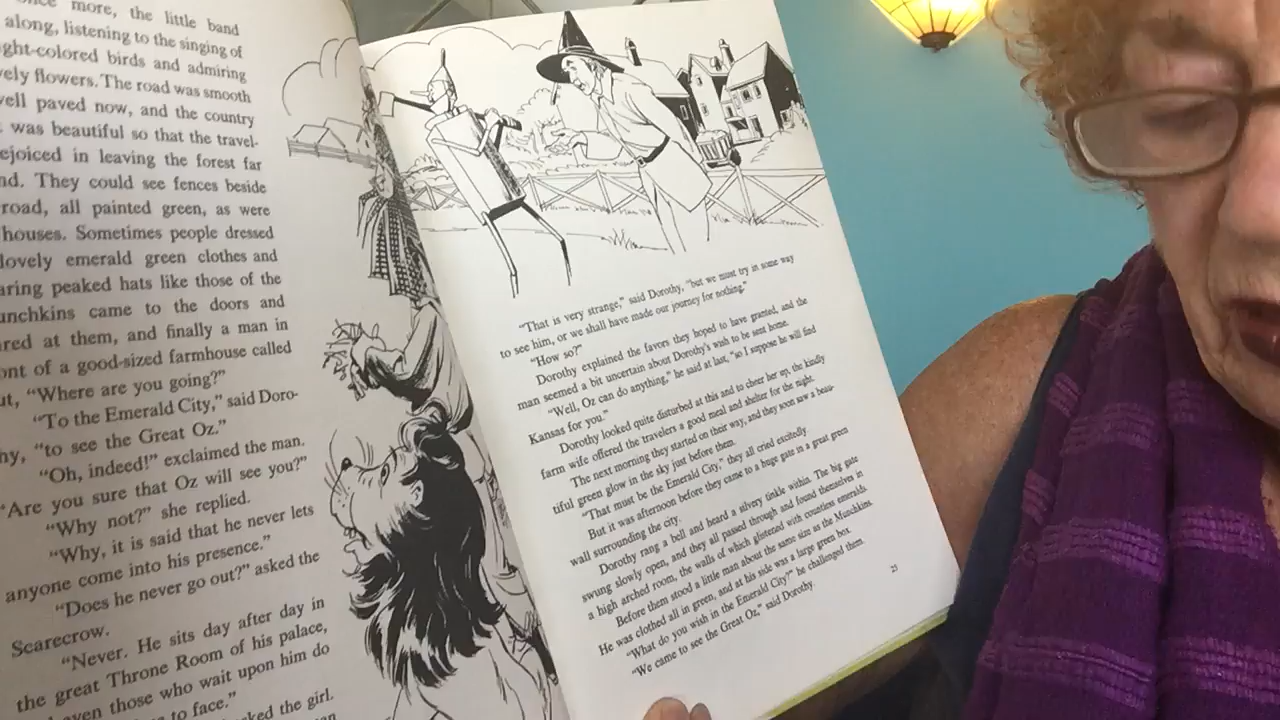 more, the little band
along, listening to the singing of
ght-colored birds and admiring
vely flowers. The road was smooth
vell paved now, and the country
was beautiful so that the travel-
ejoiced in leaving the forest far
nd. They could see fences beside
road, all painted green, as were
houses. Sometimes people dressed
lovely emerald green clothes and
aring peaked hats like those of the
unchkins came to the doors and
red at them, and finally a man in
ont of a good-sized farmhouse called
ut, "Where are you going?"
"To the Emerald City," said Doro-
hy, "to see the Great Oz."
"Oh, indeed!" exclaimed the man.
"Are you sure that Oz will see you?"
"Why not?" she replied.
"Why, it is said that he never lets
anyone come into his presence."
"Does he never go out?" asked the
Scarecrow.
"Never. He sits day after day in
the great Throne Room of his palace,
even those who wait upon him do
to face."
ked the girl.
"That is very strange," said Dorothy, "but we must try in some way
to see him, or we shall have made our journey for nothing."
"How so?"
Dorothy explained the favors they hoped to have granted, and the
man seemed a bit uncertain about Dorothy's wish to be sent home.
"Well, Oz can do anything," he said at last, "so I suppose he will find
Kansas for you."
Dorothy looked quite disturbed at this and to cheer her up, the kindly
farm wife offered the travelers a good meal and shelter for the night.
The next morning they started on their way, and they soon saw a beau-
tiful green glow in the sky just before them.
"That must be the Emerald City," they all cried excitedly.
But it was afternoon before they came to a huge gate in a great green
wall surrounding the city.
Dorothy rang a bell and heard a silvery tinkle within. The big gate
swung slowly open, and they all passed through and found themselves in
a high arched room, the walls of which glistened with countless emeralds.
Before them stood a little man about the same size as the Munchkins.
He was clothed all in green, and at his side was a large green box.
"What do you wish in the Emerald City?" he challenged them.
"We came to see the Great Oz," said Dorothy.
25